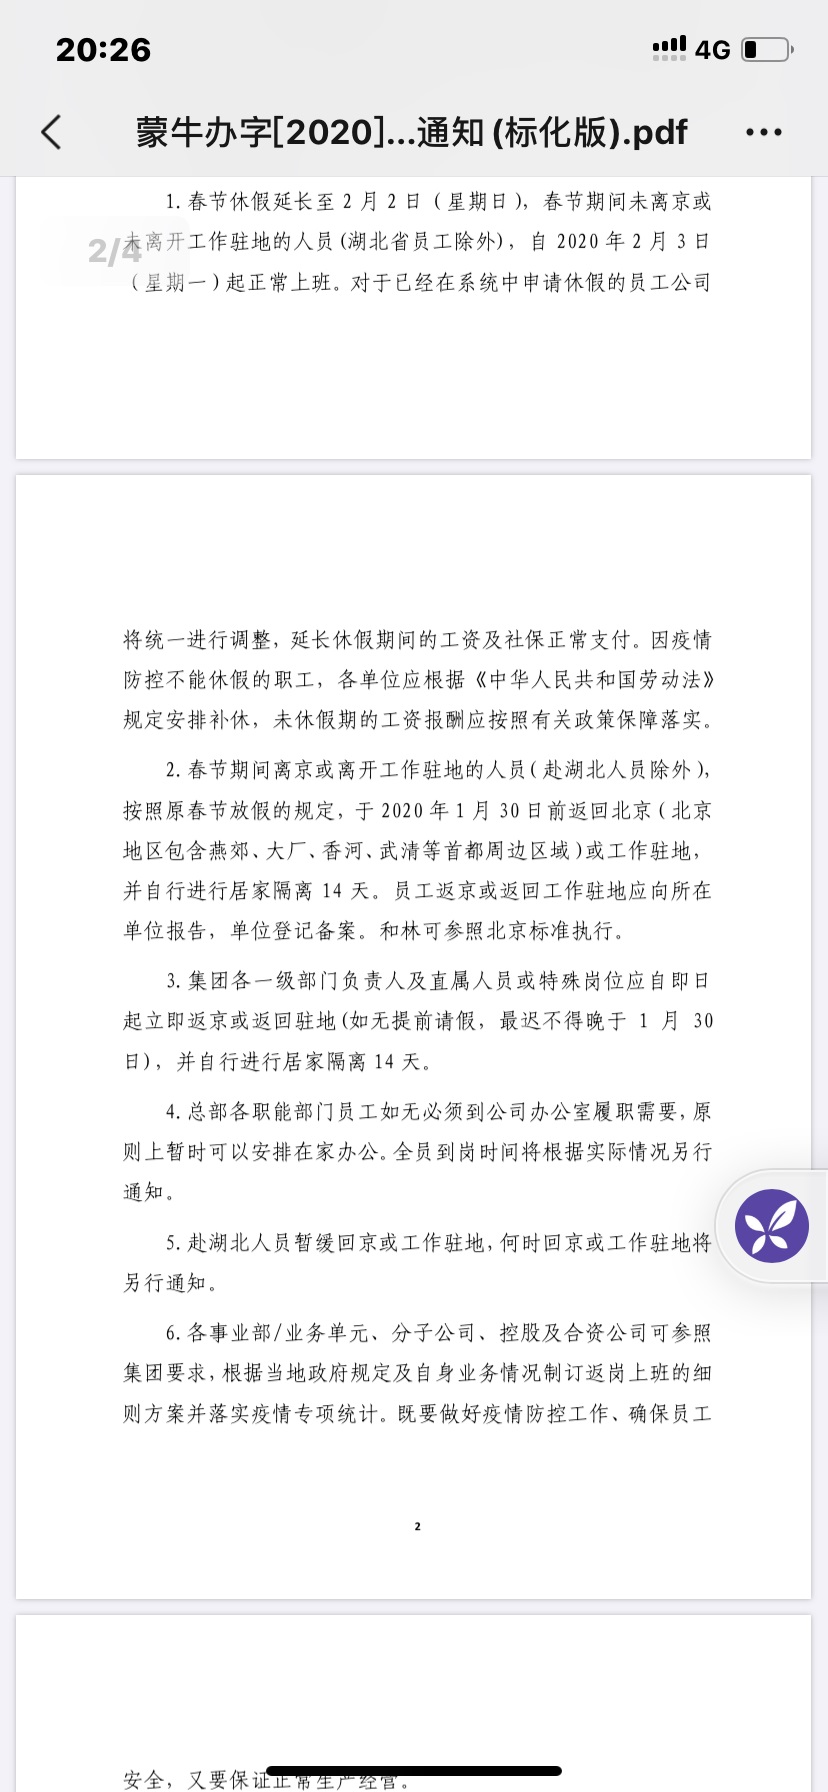 20:26
4G
蒙牛办字[2020]...通知(标化版).pdf
1.春节休假延长至2月2日(星期日),春节期间未离京或
2/4
未离开工作驻地的人员(湖北省员工除外),自2020年2月3日
(星期一)起正常上班。对于已经在系统中申请休假的员工公司
将统一进行调整,延长休假期间的工资及社保正常支付。因疫情
防控不能休假的职工,各单位应根据《中华人民共和国劳动法》
规定安排补休,未休假期的工资报酬应按照有关政策保障落实。
2.春节期间离京或离开工作驻地的人员(赴湖北人员除外),
按照原春节放假的规定,于2020年1月30日前返回北京(北京
地区包含燕郊、大厂、香河、武清等首都周边区域)或工作驻地,
并自行进行居家隔离14天。员工返京或返回工作驻地应向所在
单位报告,单位登记备案。和林可参照北京标准执行。
3.集团各一级部门负责人及直属人员或特殊岗位应自即日
起立即返京或返回驻地(如无提前请假,最迟不得晚于1月30
日),并自行进行居家隔离14天。
4.总部各职能部门员工如无必须到公司办公室履职需要,原
则上暂时可以安排在家办公。全员到岗时间将根据实际情况另行
通知。
5.赴湖北人员暂缓回京或工作驻地,何时回京或工作驻地将
另行通知。
6.各事业部/业务单元、分子公司、控股及合资公司可参照
集团要求,根据当地政府规定及自身业务情况制订返岗上班的细
则方案并落实疫情专项统计。既要做好疫情防控工作、确保员工
2
安全,又要保证正常生产经营。